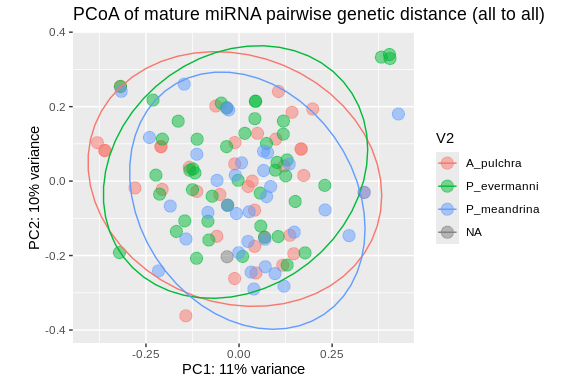 PCoA of mature miRNA pairwise genetic distance (all to all)
0.4
0.2
0.0
-0.2
-0.4
PC2: 10% variance
-0.25
0.00
0.25
PC1: 11% variance
V2
A_pulchra
P_evermanni
P_meandrina
NA